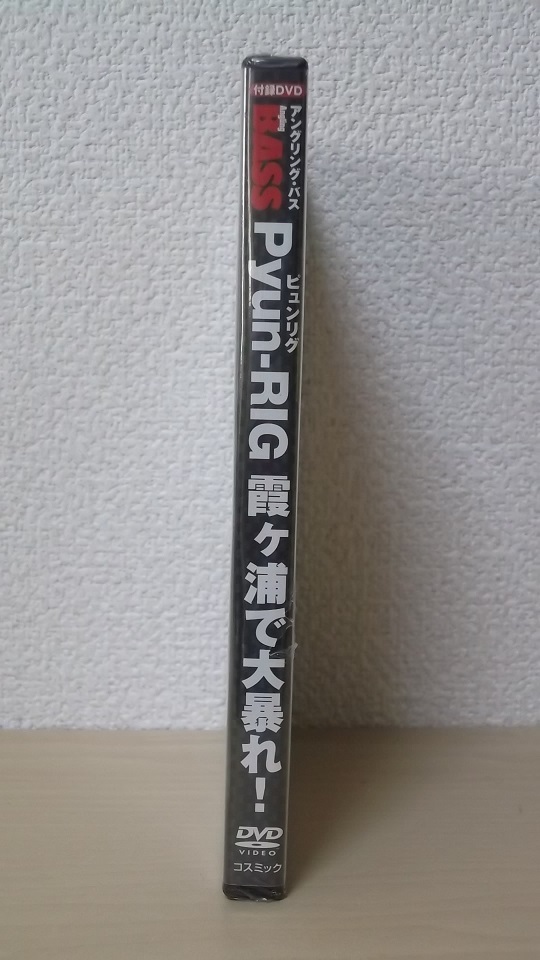 付録DVD
Angling
BASS
アングリング・バス
Pyun-RIG 霞ヶ浦で大暴れ!
ピュンリグ
DVD
VIDEO
コスミック